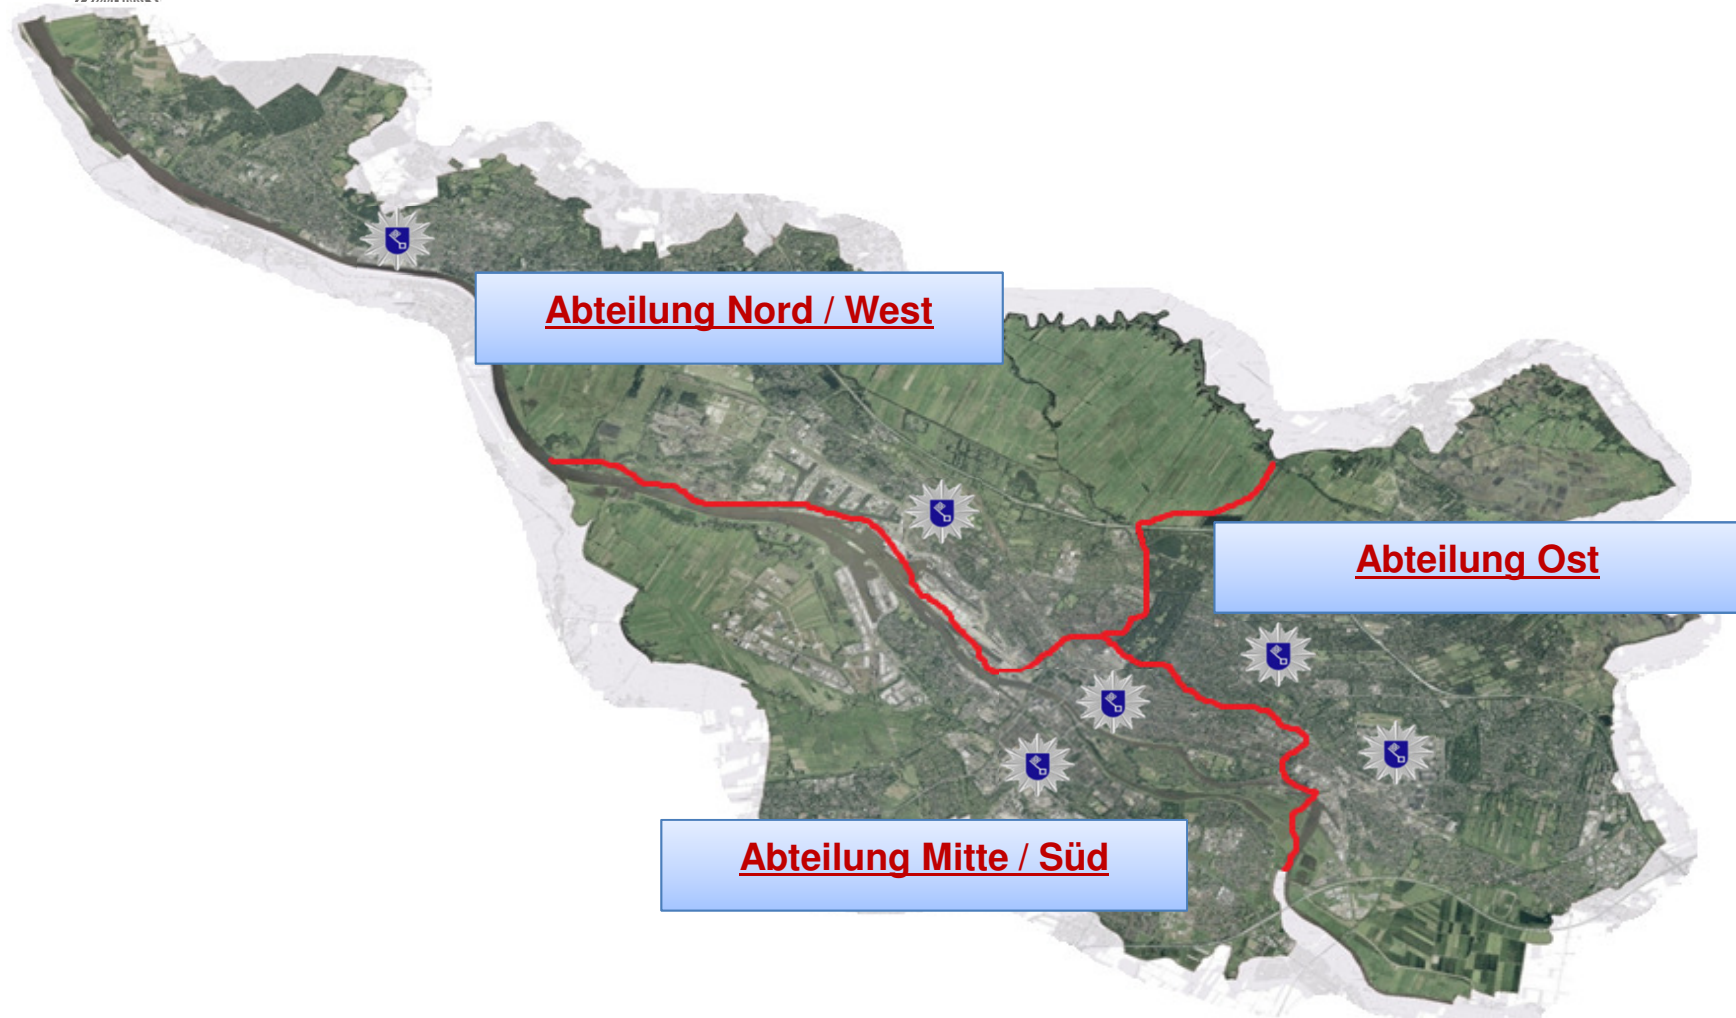 Abteilung Nord / West
Abteilung Ost
Abteilung Mitte / Süd